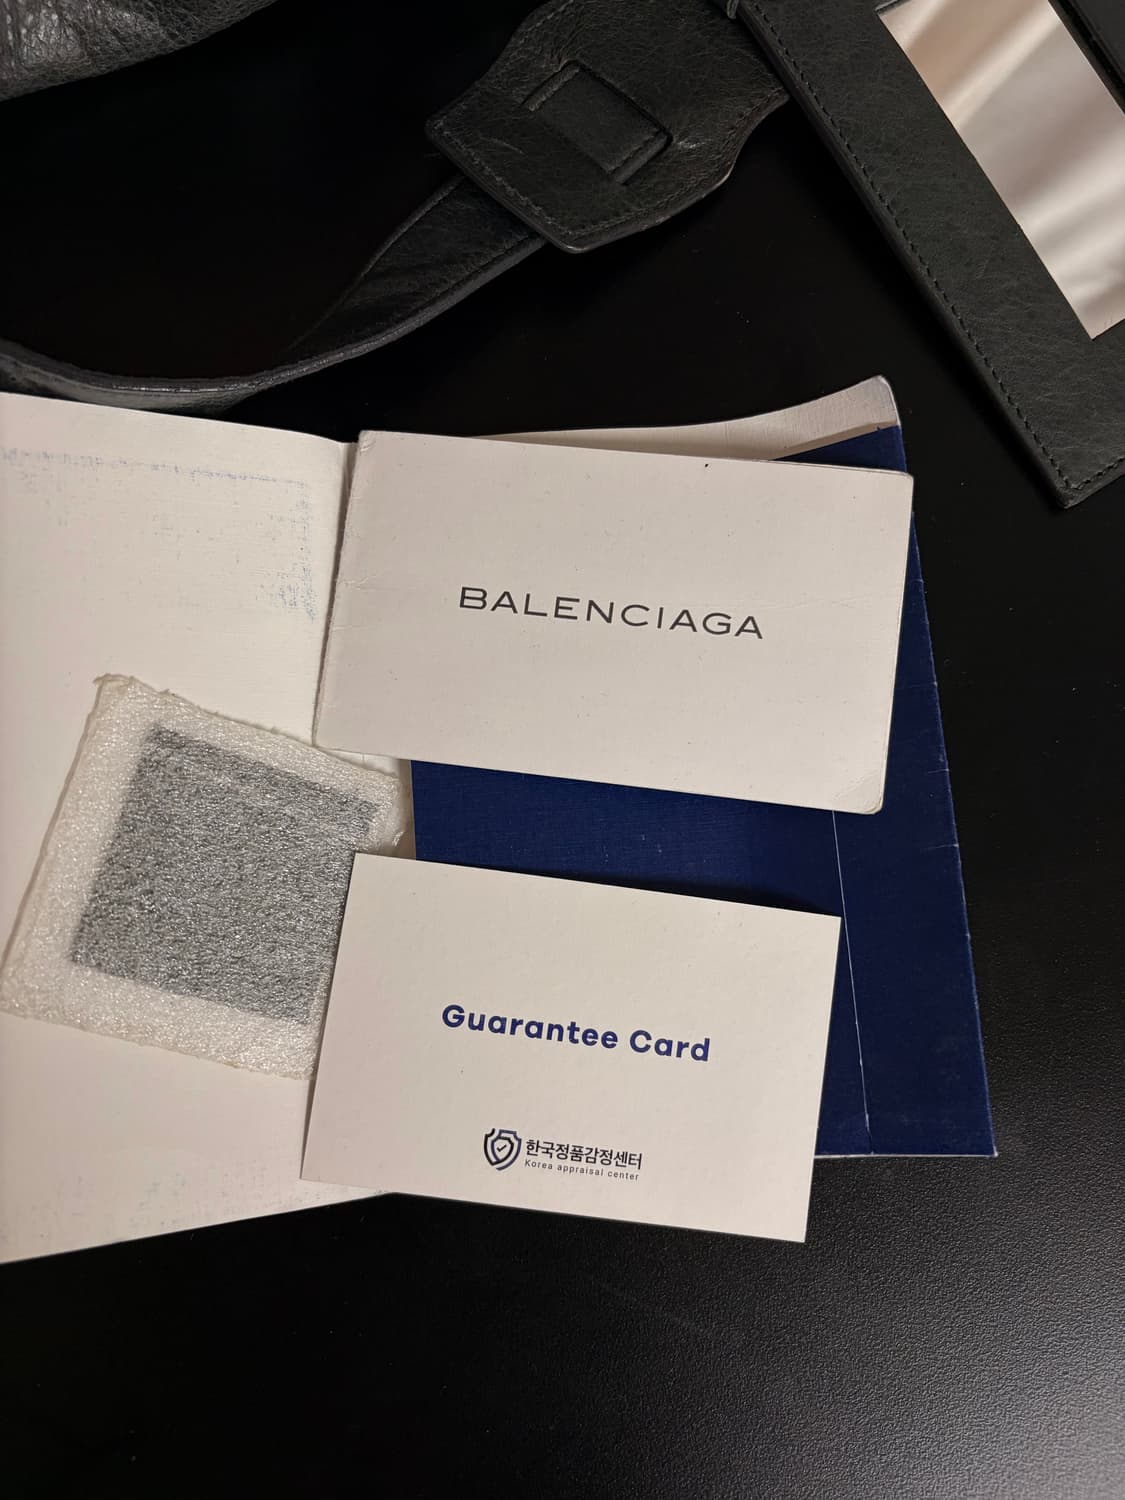 BALENCIAGA
Guarantee Card
한국정품감정센터
Korea appraisal center